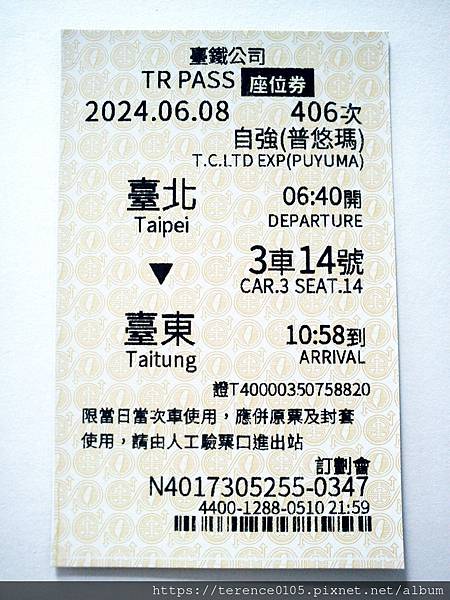 臺鐵公司
TR PASS 座位券
2024.06.08 406次
自強(普悠瑪)
T.C.LTD EXP(PUYUMA)
臺北 06:40開
Taipei DEPARTURE
▼ 3車14號
CAR.3 SEAT.14
臺東 10:58到
Taitung ARRIVAL
證T40000350758820
限當日當次車使用，應併原票及封套
使用，請由人工驗票口進出站
訂劃會
N4017305255-0347
4400-1288-0510 21:59
https://terence0105.pixnet.net/album